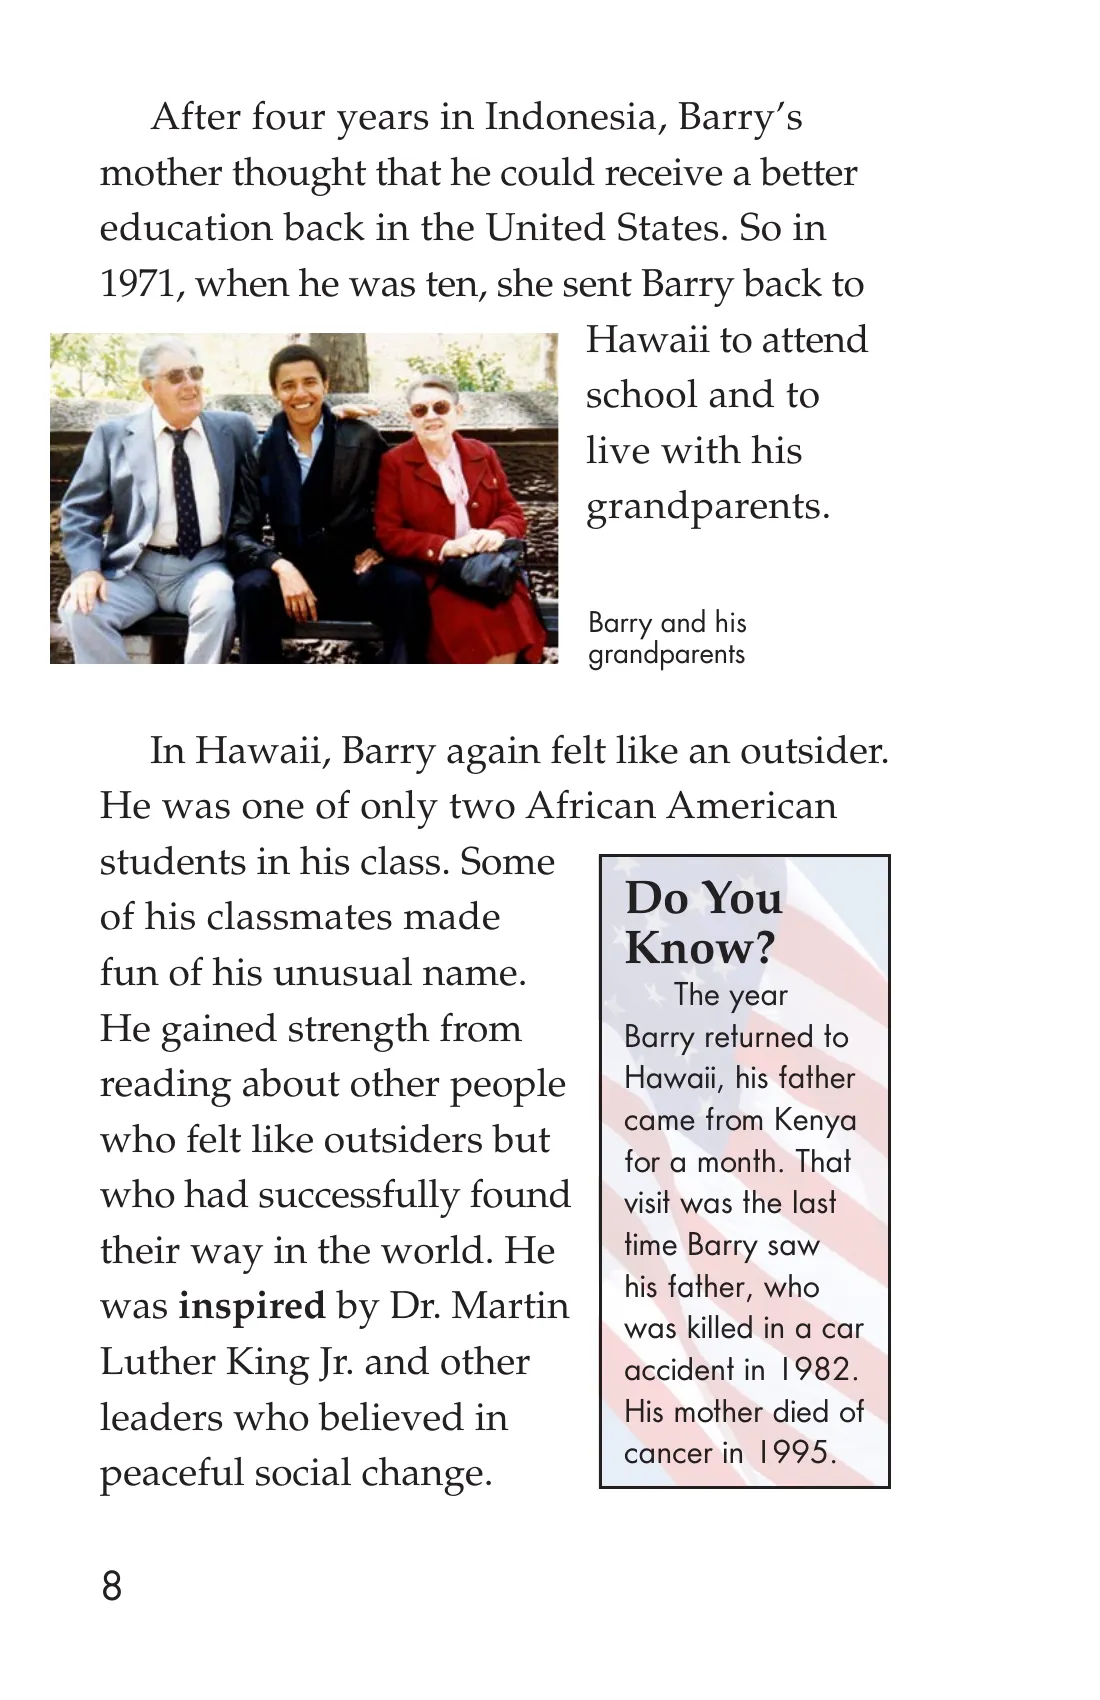 After four years in Indonesia, Barry’s
mother thought that he could receive a better
education back in the United States. So in
1971, when he was ten, she sent Barry back to
Hawaii to attend
school and to
live with his
grandparents.
Barry and his
grandparents
In Hawaii, Barry again felt like an outsider.
He was one of only two African American
students in his class. Some
of his classmates made
fun of his unusual name.
He gained strength from
reading about other people
who felt like outsiders but
who had successfully found
their way in the world. He
was inspired by Dr. Martin
Luther King Jr. and other
leaders who believed in
peaceful social change.
Do You
Know?
The year
Barry returned to
Hawaii, his father
came from Kenya
for a month. That
visit was the last
time Barry saw
his father, who
was killed in a car
accident in 1982.
His mother died of
cancer in 1995.
8